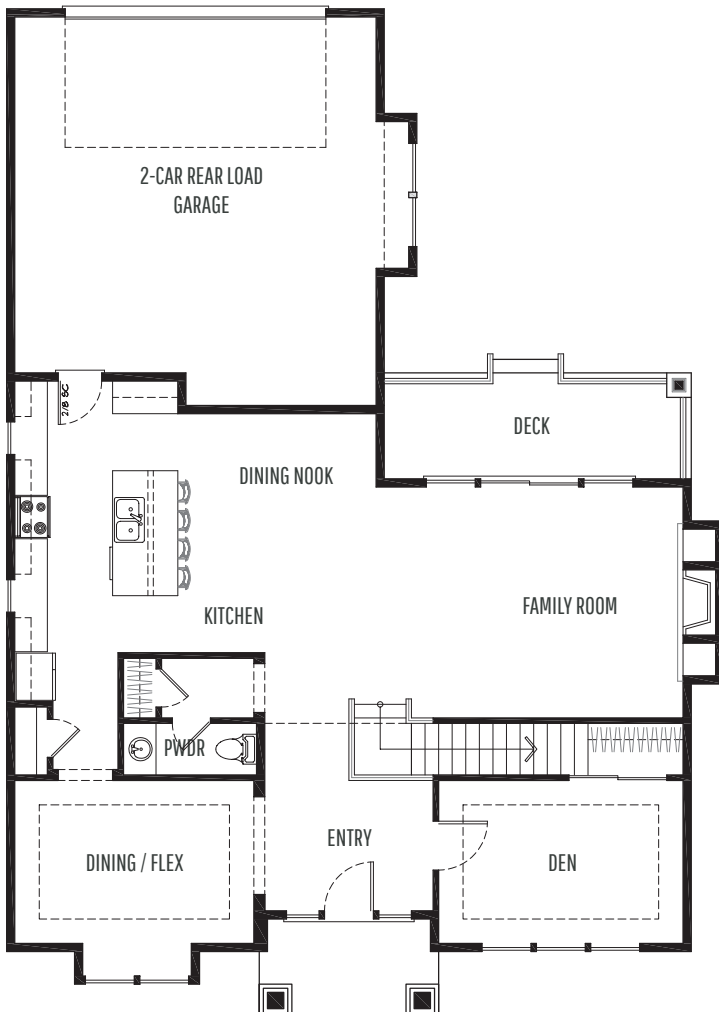 2-CAR REAR LOAD
GARAGE
2/8 SC
DECK
DINING NOOK
KITCHEN
FAMILY ROOM
PWDR
ENTRY
DINING / FLEX
DEN